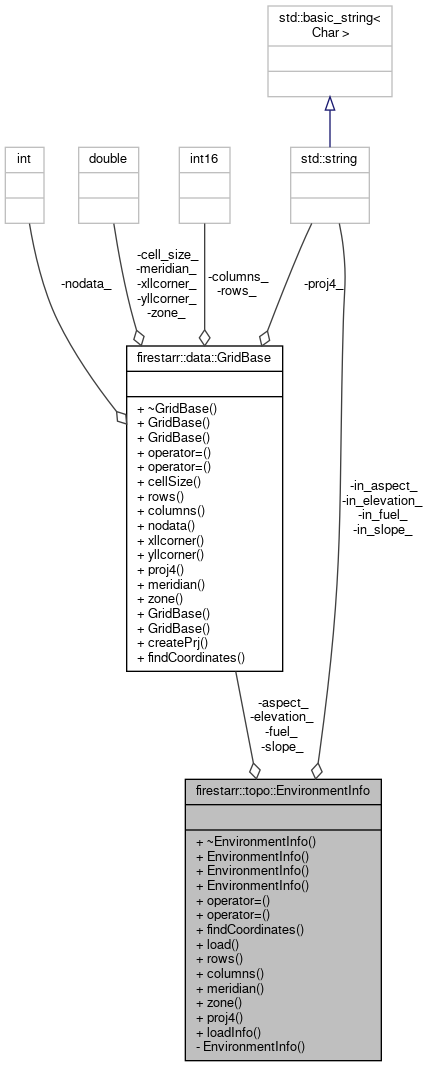 std::basic_string<
Char >
int
double
int16
std::string
-nodata_
-cell_size_
-meridian_
-xllcorner_
-yllcorner_
-zone_
-columns_
-rows_
-proj4_
firestarr::data::GridBase
+ ~GridBase()
+ GridBase()
+ GridBase()
+ operator=()
+ operator=()
+ cellSize()
+ rows()
+ columns()
+ nodata()
+ xllcorner()
+ yllcorner()
+ proj4()
+ meridian()
+ zone()
+ GridBase()
+ GridBase()
+ createPrj()
+ findCoordinates()
-in_aspect_
-in_elevation_
-in_fuel_
-in_slope_
-aspect_
-elevation_
-fuel_
-slope_
firestarr::topo::EnvironmentInfo
+ ~EnvironmentInfo()
+ EnvironmentInfo()
+ EnvironmentInfo()
+ EnvironmentInfo()
+ operator=()
+ operator=()
+ findCoordinates()
+ load()
+ rows()
+ columns()
+ meridian()
+ zone()
+ proj4()
+ loadInfo()
- EnvironmentInfo()